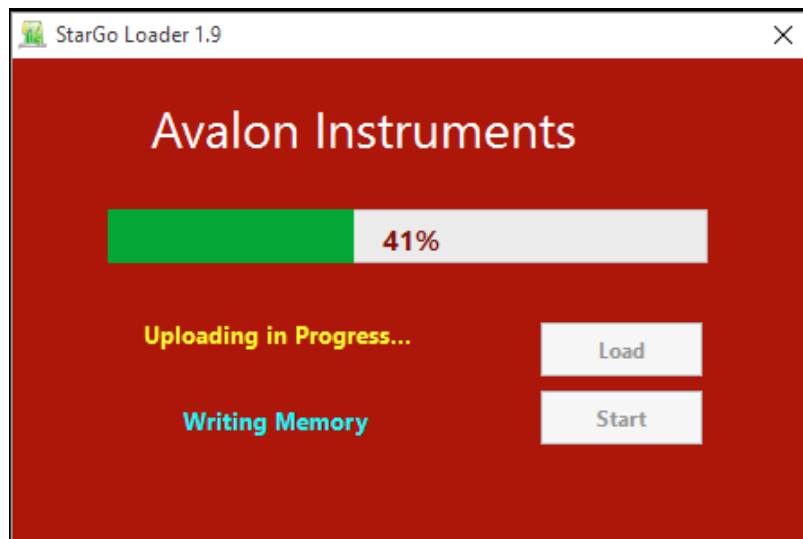 StarGo Loader 1.9
Avalon Instruments
41%
Uploading in Progress...
Load
Writing Memory
Start